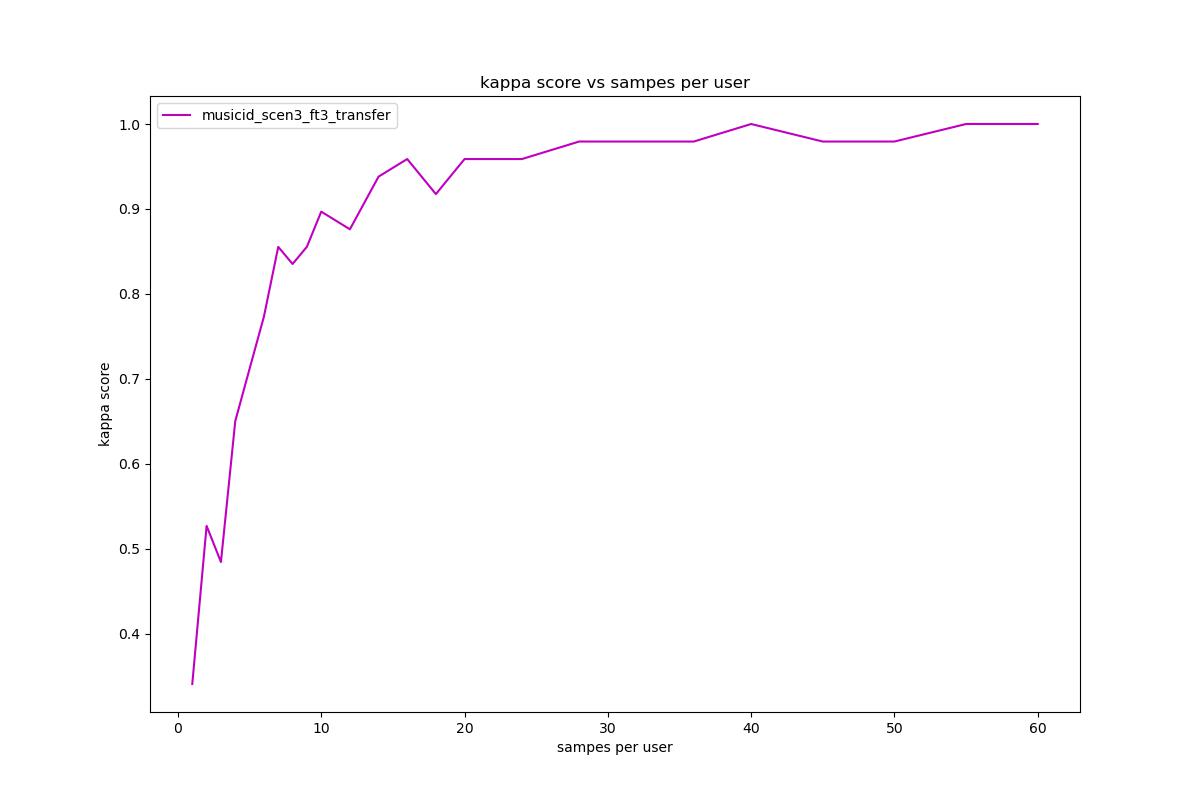 kappa score vs sampes per user
musicid_scen3_ft3_transfer
1.0
0.9
0.8
0.7
0.6
0.5
0.4
kappa score
0 10 20 30 40 50 60
sampes per user